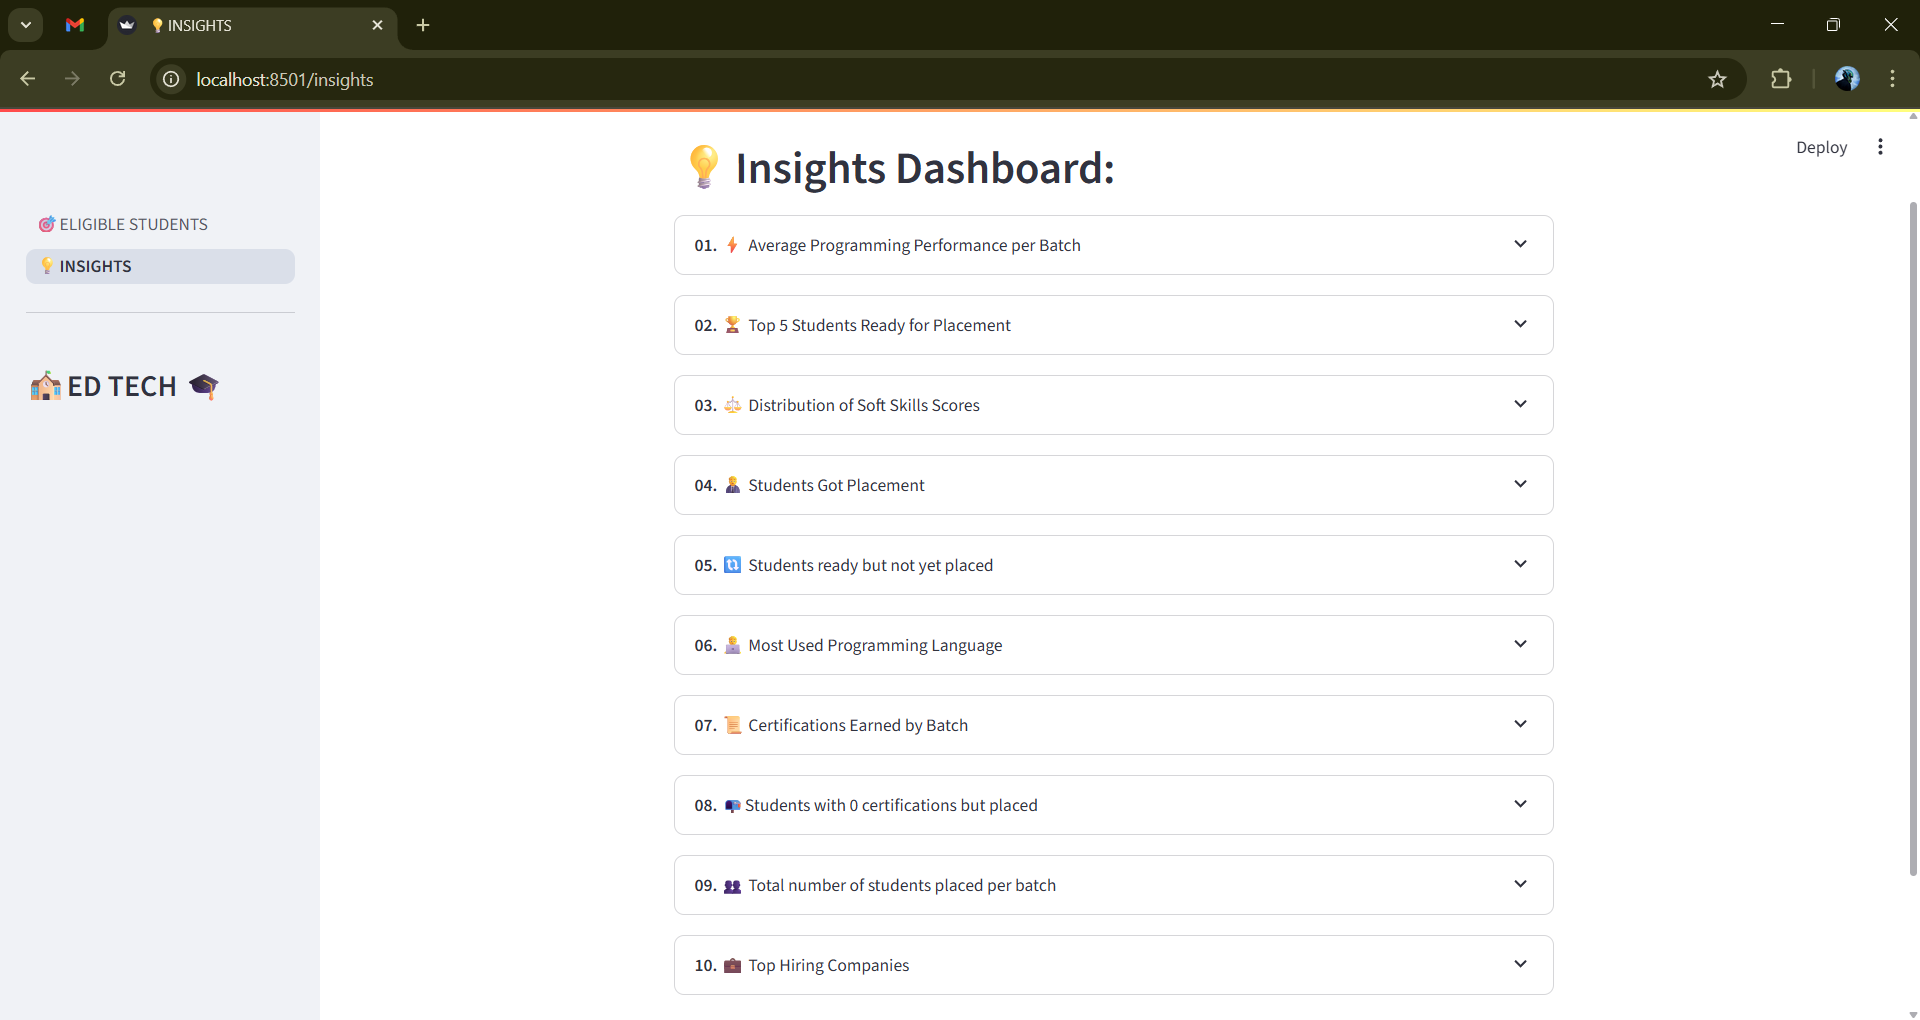 💡 INSIGHTS
localhost:8501/insights
Deploy
🎯 ELIGIBLE STUDENTS
💡 INSIGHTS
🏫 ED TECH 🎓
💡 Insights Dashboard:
01. ⚡ Average Programming Performance per Batch
02. 🏆 Top 5 Students Ready for Placement
03. ⚖️ Distribution of Soft Skills Scores
04. 🧑‍💼 Students Got Placement
05. 🔃 Students ready but not yet placed
06. 🧑‍💻 Most Used Programming Language
07. 📜 Certifications Earned by Batch
08. 📭 Students with 0 certifications but placed
09. 👥 Total number of students placed per batch
10. 💼 Top Hiring Companies